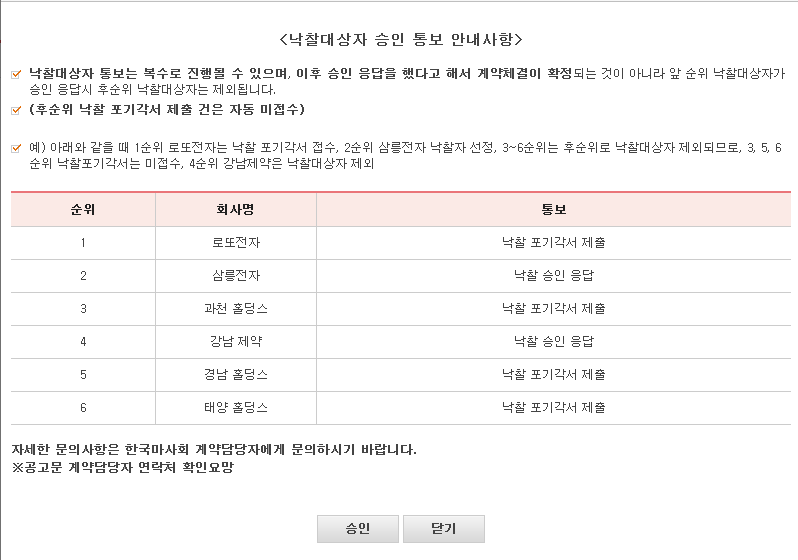 <낙찰대상자 승인 통보 안내사항>
낙찰대상자 통보는 복수로 진행될 수 있으며, 이후 승인 응답을 했다고 해서 계약체결이 확정되는 것이 아니라 앞 순위 낙찰대상자가
승인 응답시 후순위 낙찰대상자는 제외됩니다.
(후순위 낙찰 포기각서 제출 건은 자동 미접수)
예) 아래와 같을 때 1순위 로또전자는 낙찰 포기각서 접수, 2순위 삼룡전자 낙찰자 선정, 3~6순위는 후순위로 낙찰대상자 제외되므로, 3, 5, 6
순위 낙찰포기각서는 미접수, 4순위 강남제약은 낙찰대상자 제외
순위 회사명 통보
1 로또전자 낙찰 포기각서 제출
2 삼룡전자 낙찰 승인 응답
3 과천 홀딩스 낙찰 포기각서 제출
4 강남 제약 낙찰 승인 응답
5 경남 홀딩스 낙찰 포기각서 제출
6 태양 홀딩스 낙찰 포기각서 제출
자세한 문의사항은 한국마사회 계약담당자에게 문의하시기 바랍니다.
※공고문 계약담당자 연락처 확인요망
승인 닫기